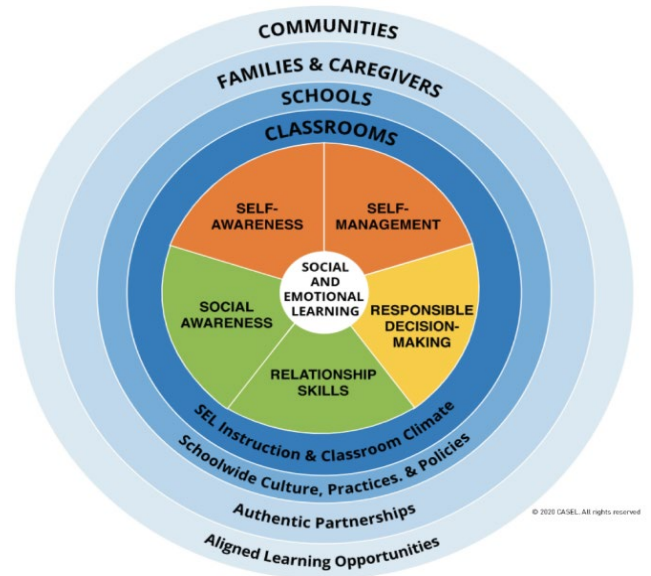 COMMUNITIES
FAMILIES & CAREGIVERS
SCHOOLS
CLASSROOMS
SELF-
AWARENESS
SELF-
MANAGEMENT
SOCIAL
AND
EMOTIONAL
LEARNING
SOCIAL
AWARENESS
RESPONSIBLE
DECISION-
MAKING
RELATIONSHIP
SKILLS
SEL Instruction & Classroom Climate
Schoolwide Culture, Practices. & Policies
Authentic Partnerships
Aligned Learning Opportunities
© 2020 CASEL. All rights reserved